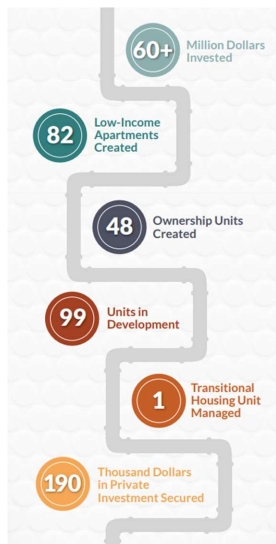 60+
Million Dollars
Invested
82
Low-Income
Apartments
Created
48
Ownership Units
Created
99
Units in
Development
1
Transitional
Housing Unit
Managed
190
Thousand Dollars
in Private
Investment Secured